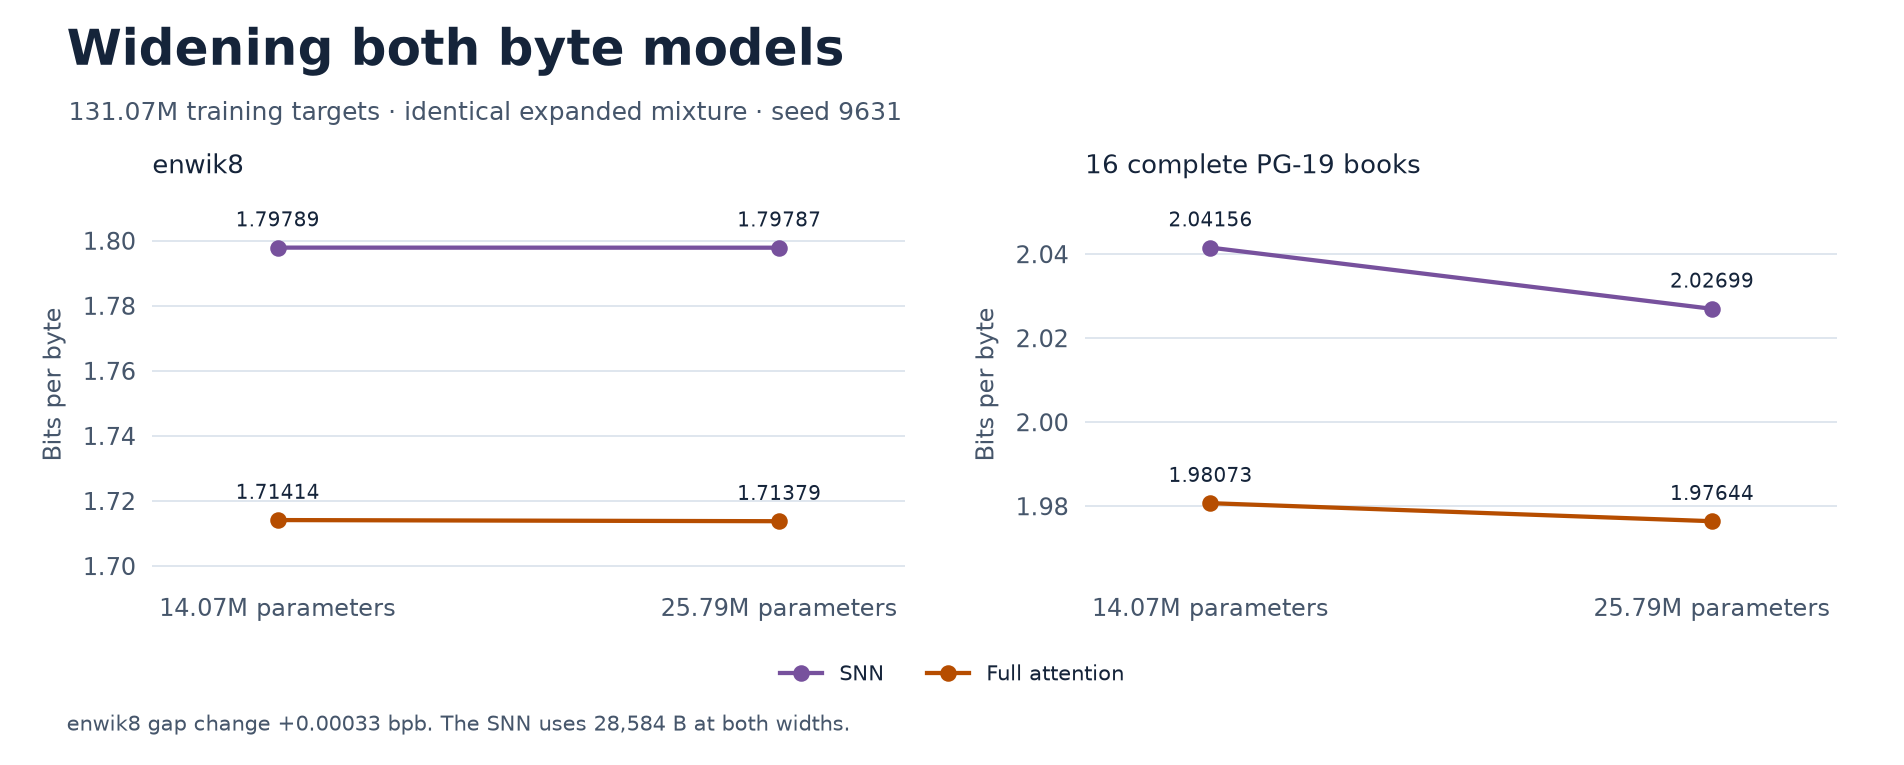 Widening both byte models
131.07M training targets · identical expanded mixture · seed 9631
enwik8
1.79789
1.79787
1.80
1.78
1.76
1.74
1.72
1.70
Bits per byte
1.71414
1.71379
14.07M parameters
25.79M parameters
16 complete PG-19 books
2.04156
2.02699
2.04
2.02
2.00
1.98
Bits per byte
1.98073
1.97644
14.07M parameters
25.79M parameters
SNN
Full attention
enwik8 gap change +0.00033 bpb. The SNN uses 28,584 B at both widths.